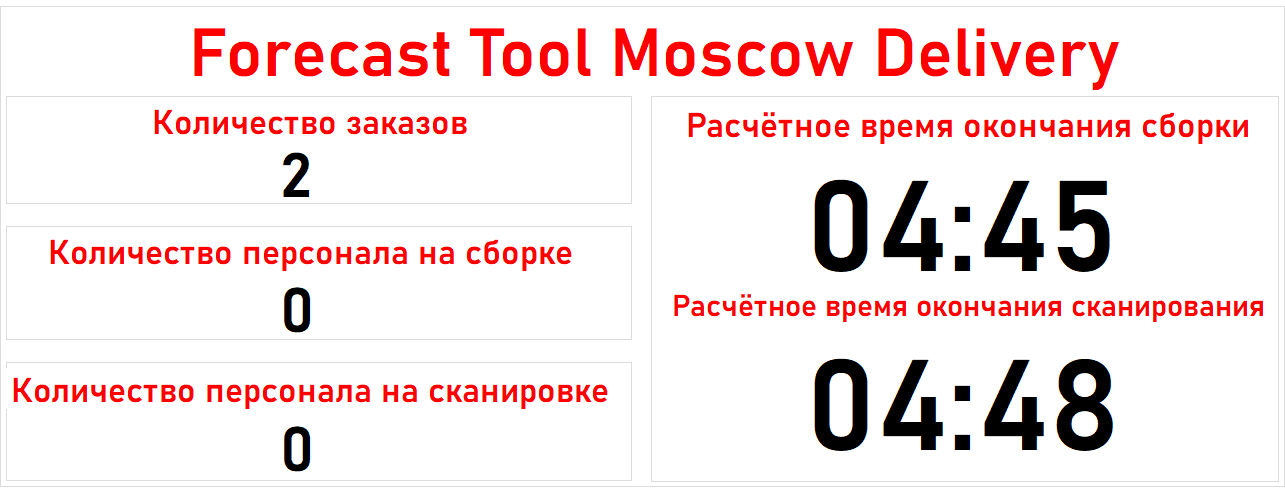 Forecast Tool Moscow Delivery
Количество заказов
2
Количество персонала на сборке
0
Количество персонала на сканировке
0
Расчётное время окончания сборки
04:45
Расчётное время окончания сканирования
04:48